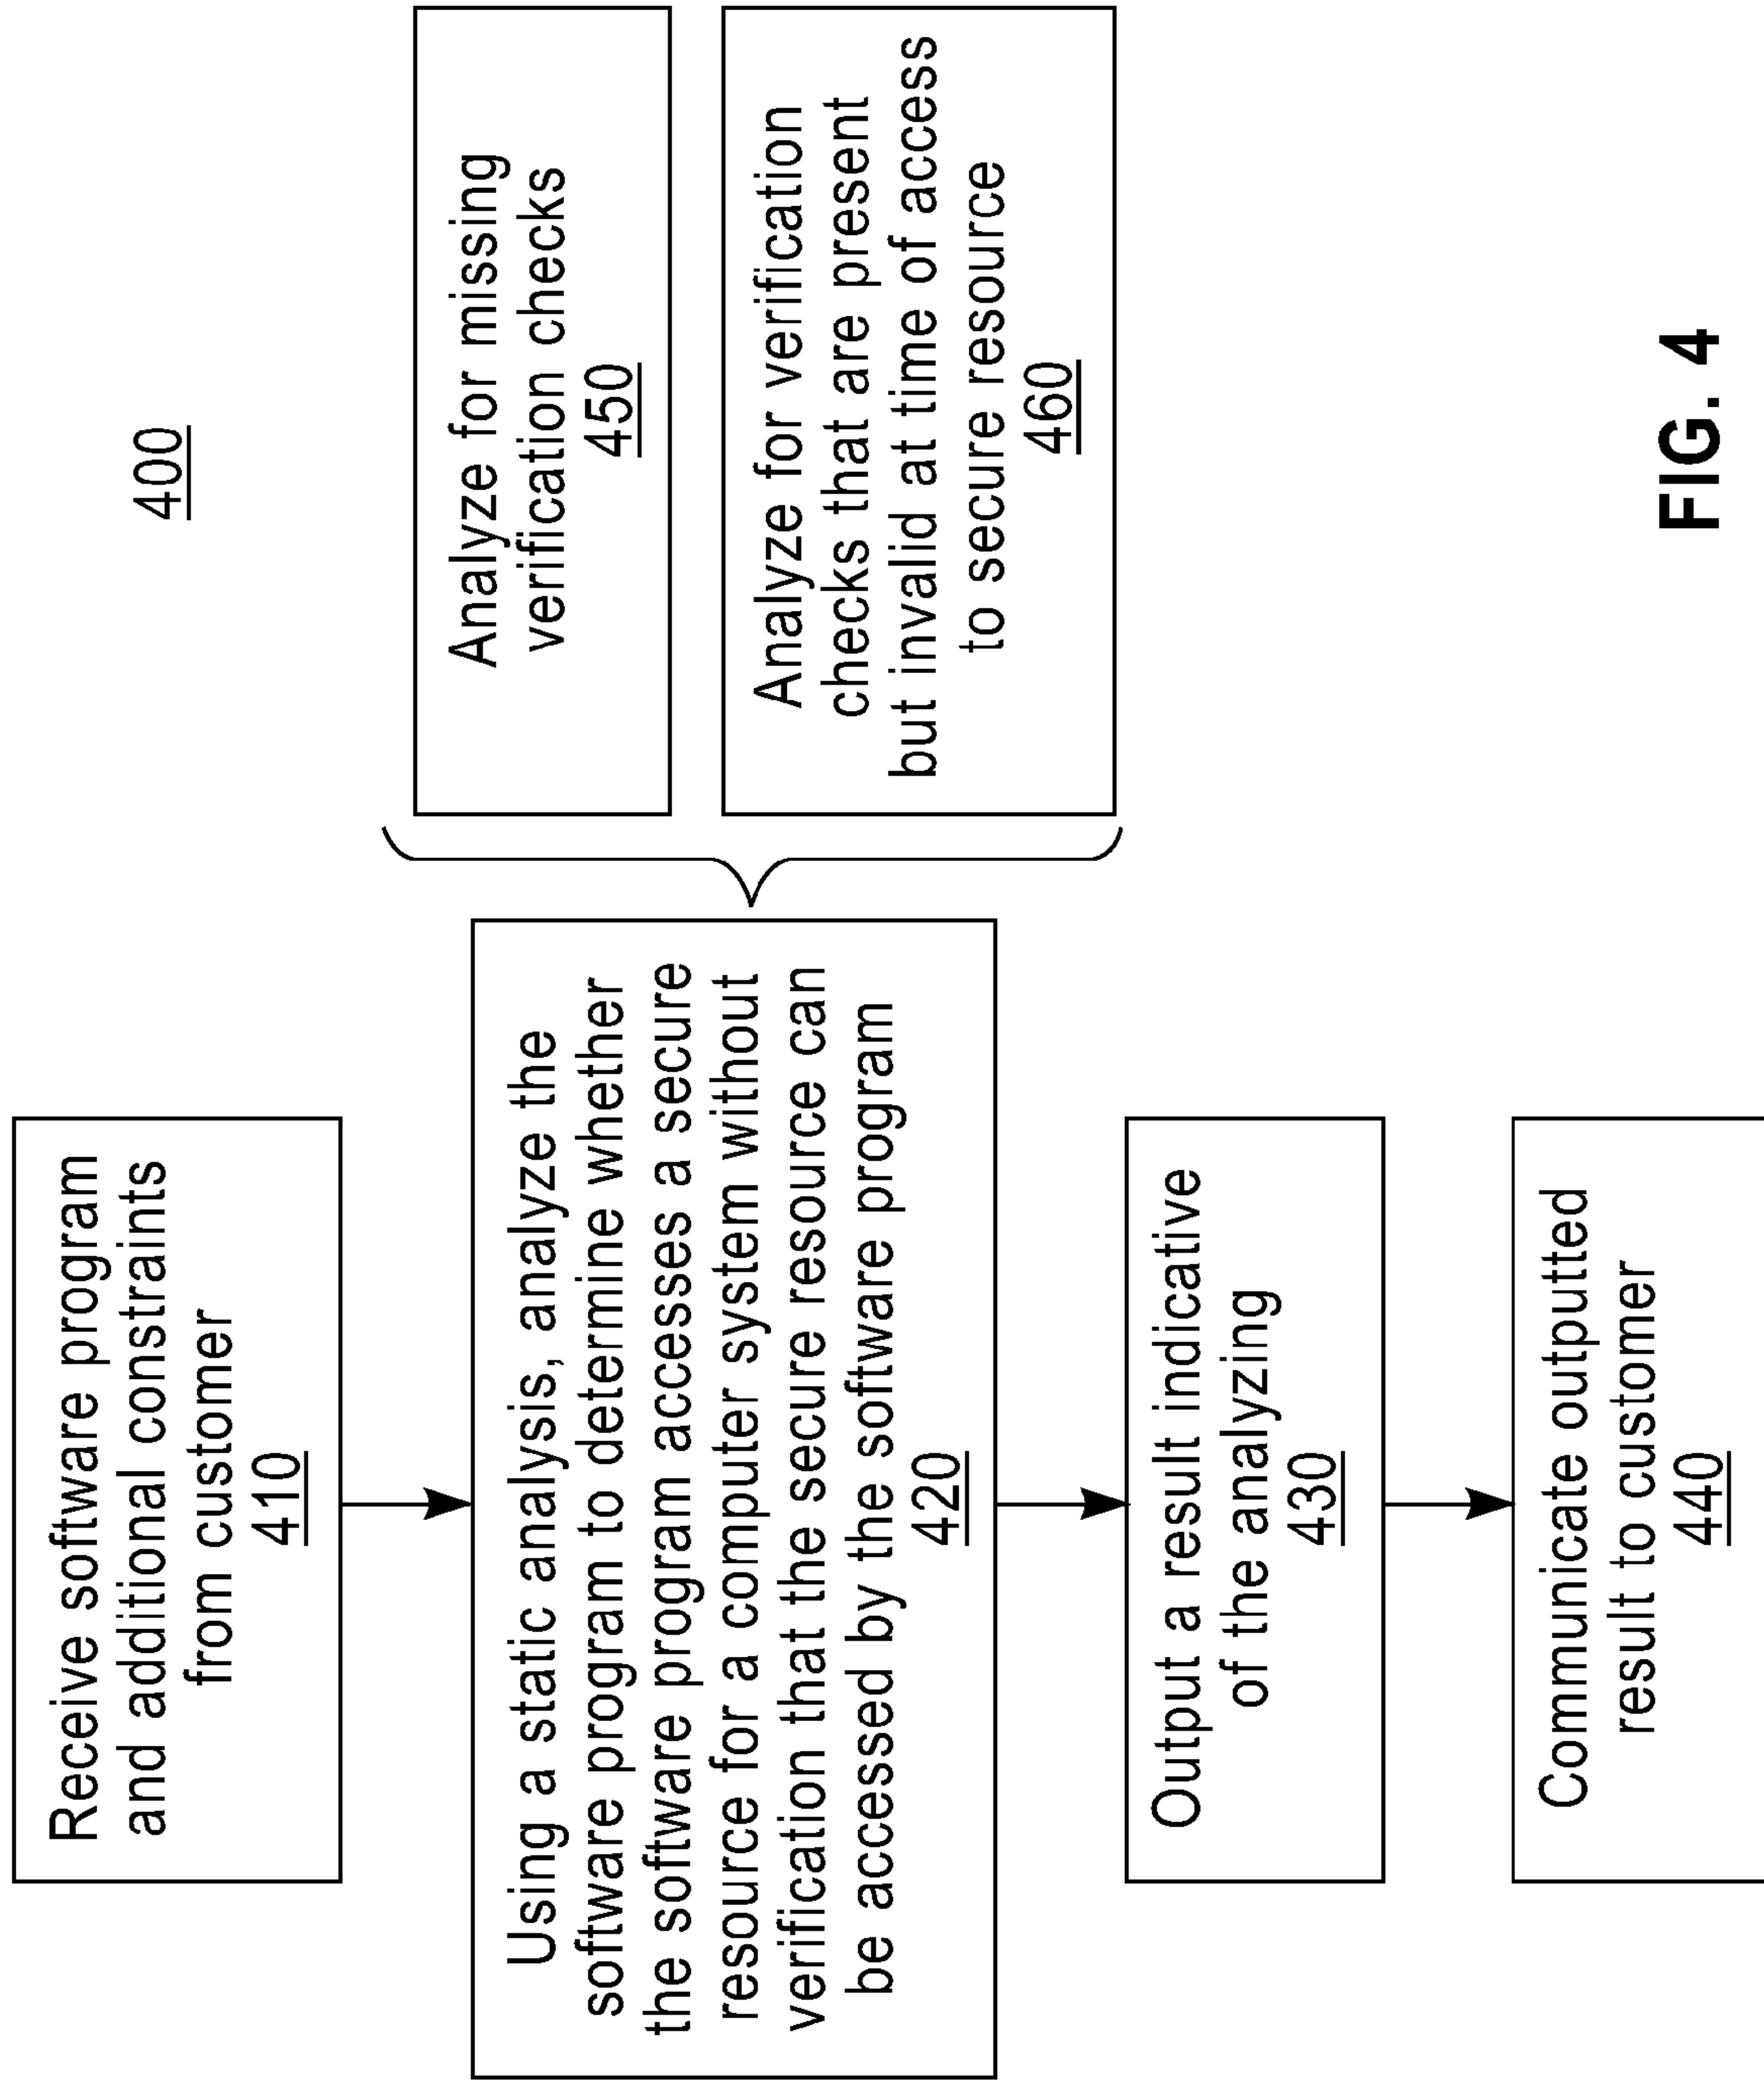 400
Receive software program
and additional constraints
from customer
410
Using a static analysis, analyze the
software program to determine whether
the software program accesses a secure
resource for a computer system without
verification that the secure resource can
be accessed by the software program
420
Analyze for missing
verification checks
450
Analyze for verification
checks that are present
but invalid at time of access
to secure resource
460
Output a result indicative
of the analyzing
430
Communicate outputted
result to customer
440
FIG. 4